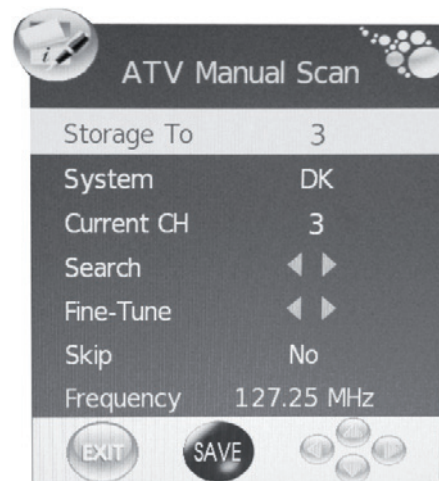 ATV Manual Scan
Storage To 3
System DK
Current CH 3
Search
Fine-Tune
Skip No
Frequency 127.25 MHz
EXIT SAVE